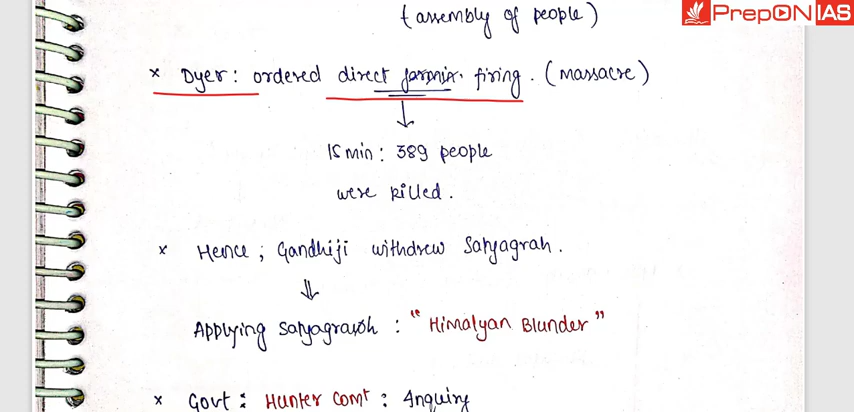 PrepON IAS
(assembly of people)
x Dyer: ordered direct firing. (massacre)
↓
15 min: 389 people
were killed.
x Hence; Gandhiji withdrew Satyagrah.
⇓
Applying Satyagrah : "Himalyan Blunder"
x Govt: Hunter Comt: Inquiry